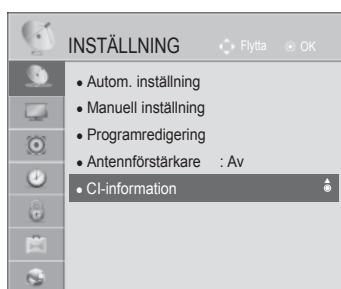 INSTÄLLNING Flytta OK
• Autom. inställning
• Manuell inställning
• Programredigering
• Antennförstärkare : Av
• CI-information